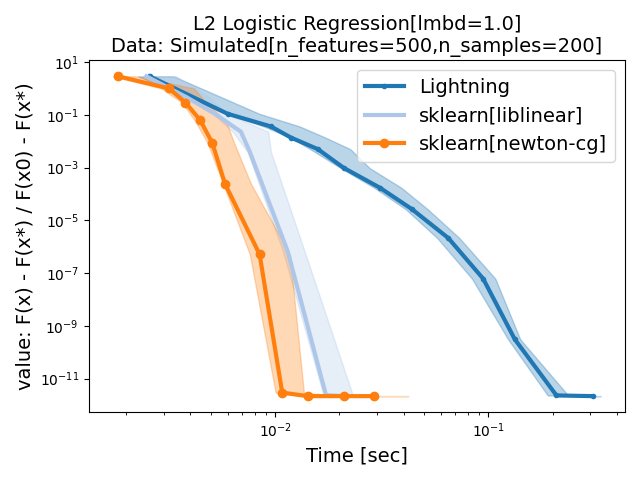 L2 Logistic Regression[lmbd=1.0]
Data: Simulated[n_features=500,n_samples=200]
value: F(x) - F(x*) / F(x0) - F(x*)
10¹
10⁻¹
10⁻³
10⁻⁵
10⁻⁷
10⁻⁹
10⁻¹¹
Lightning
sklearn[liblinear]
sklearn[newton-cg]
10⁻² 10⁻¹
Time [sec]